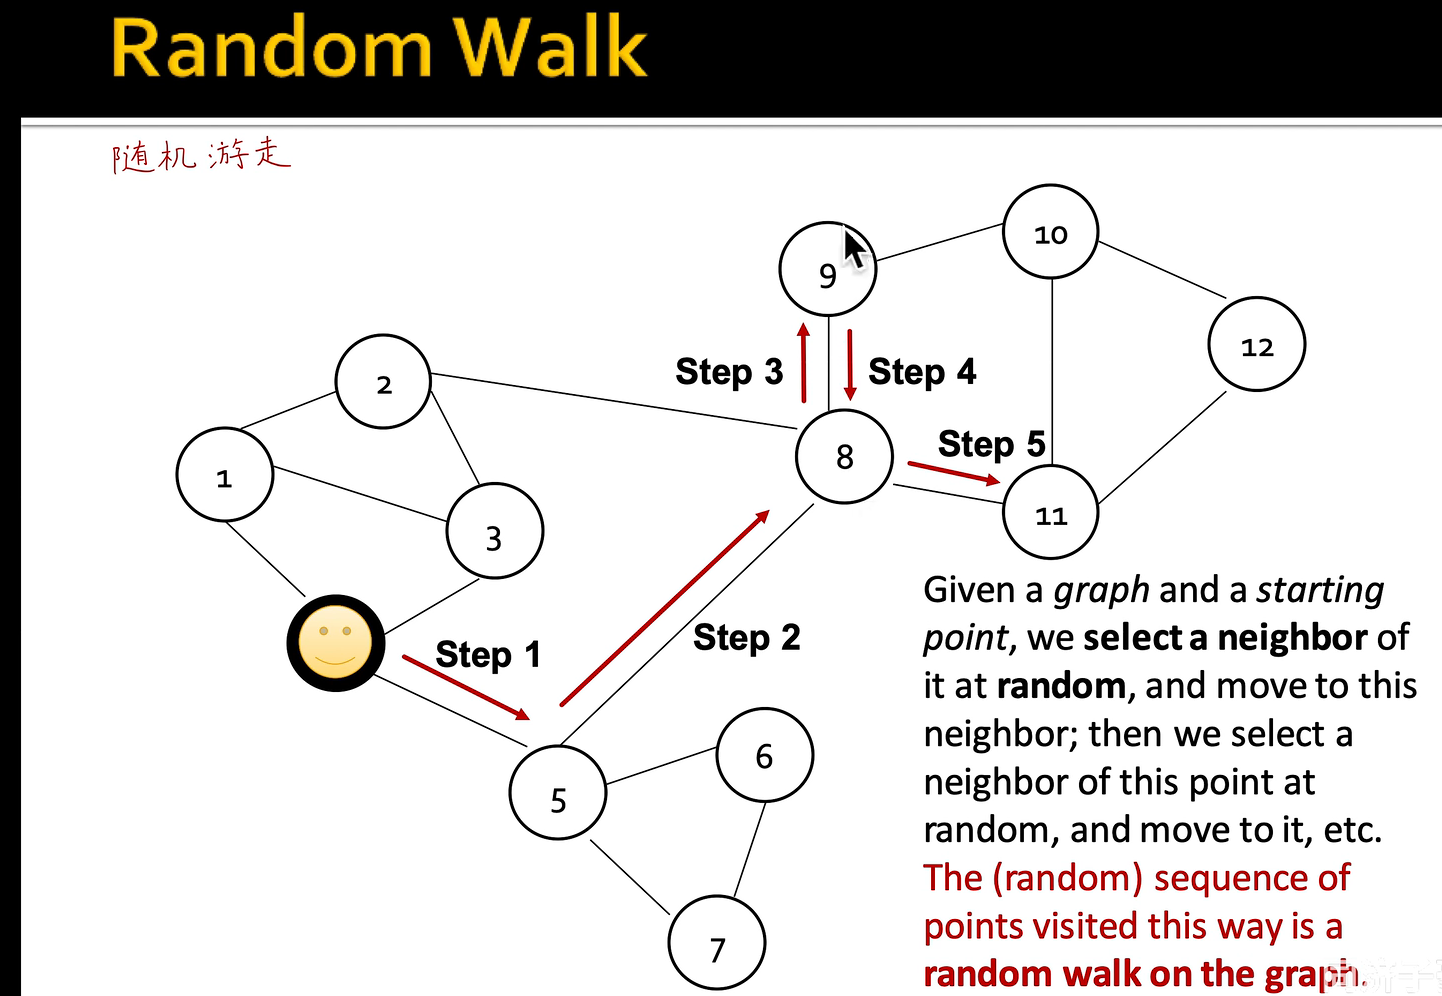 Random Walk
随机游走
10
9
12
Step 3
Step 4
2
Step 5
8
1
11
3
Given a graph and a starting
point, we select a neighbor of
Step 1
Step 2
it at random, and move to this
neighbor; then we select a
6
neighbor of this point at
5
random, and move to it, etc.
The (random) sequence of
points visited this way is a
7
random walk on the graph.